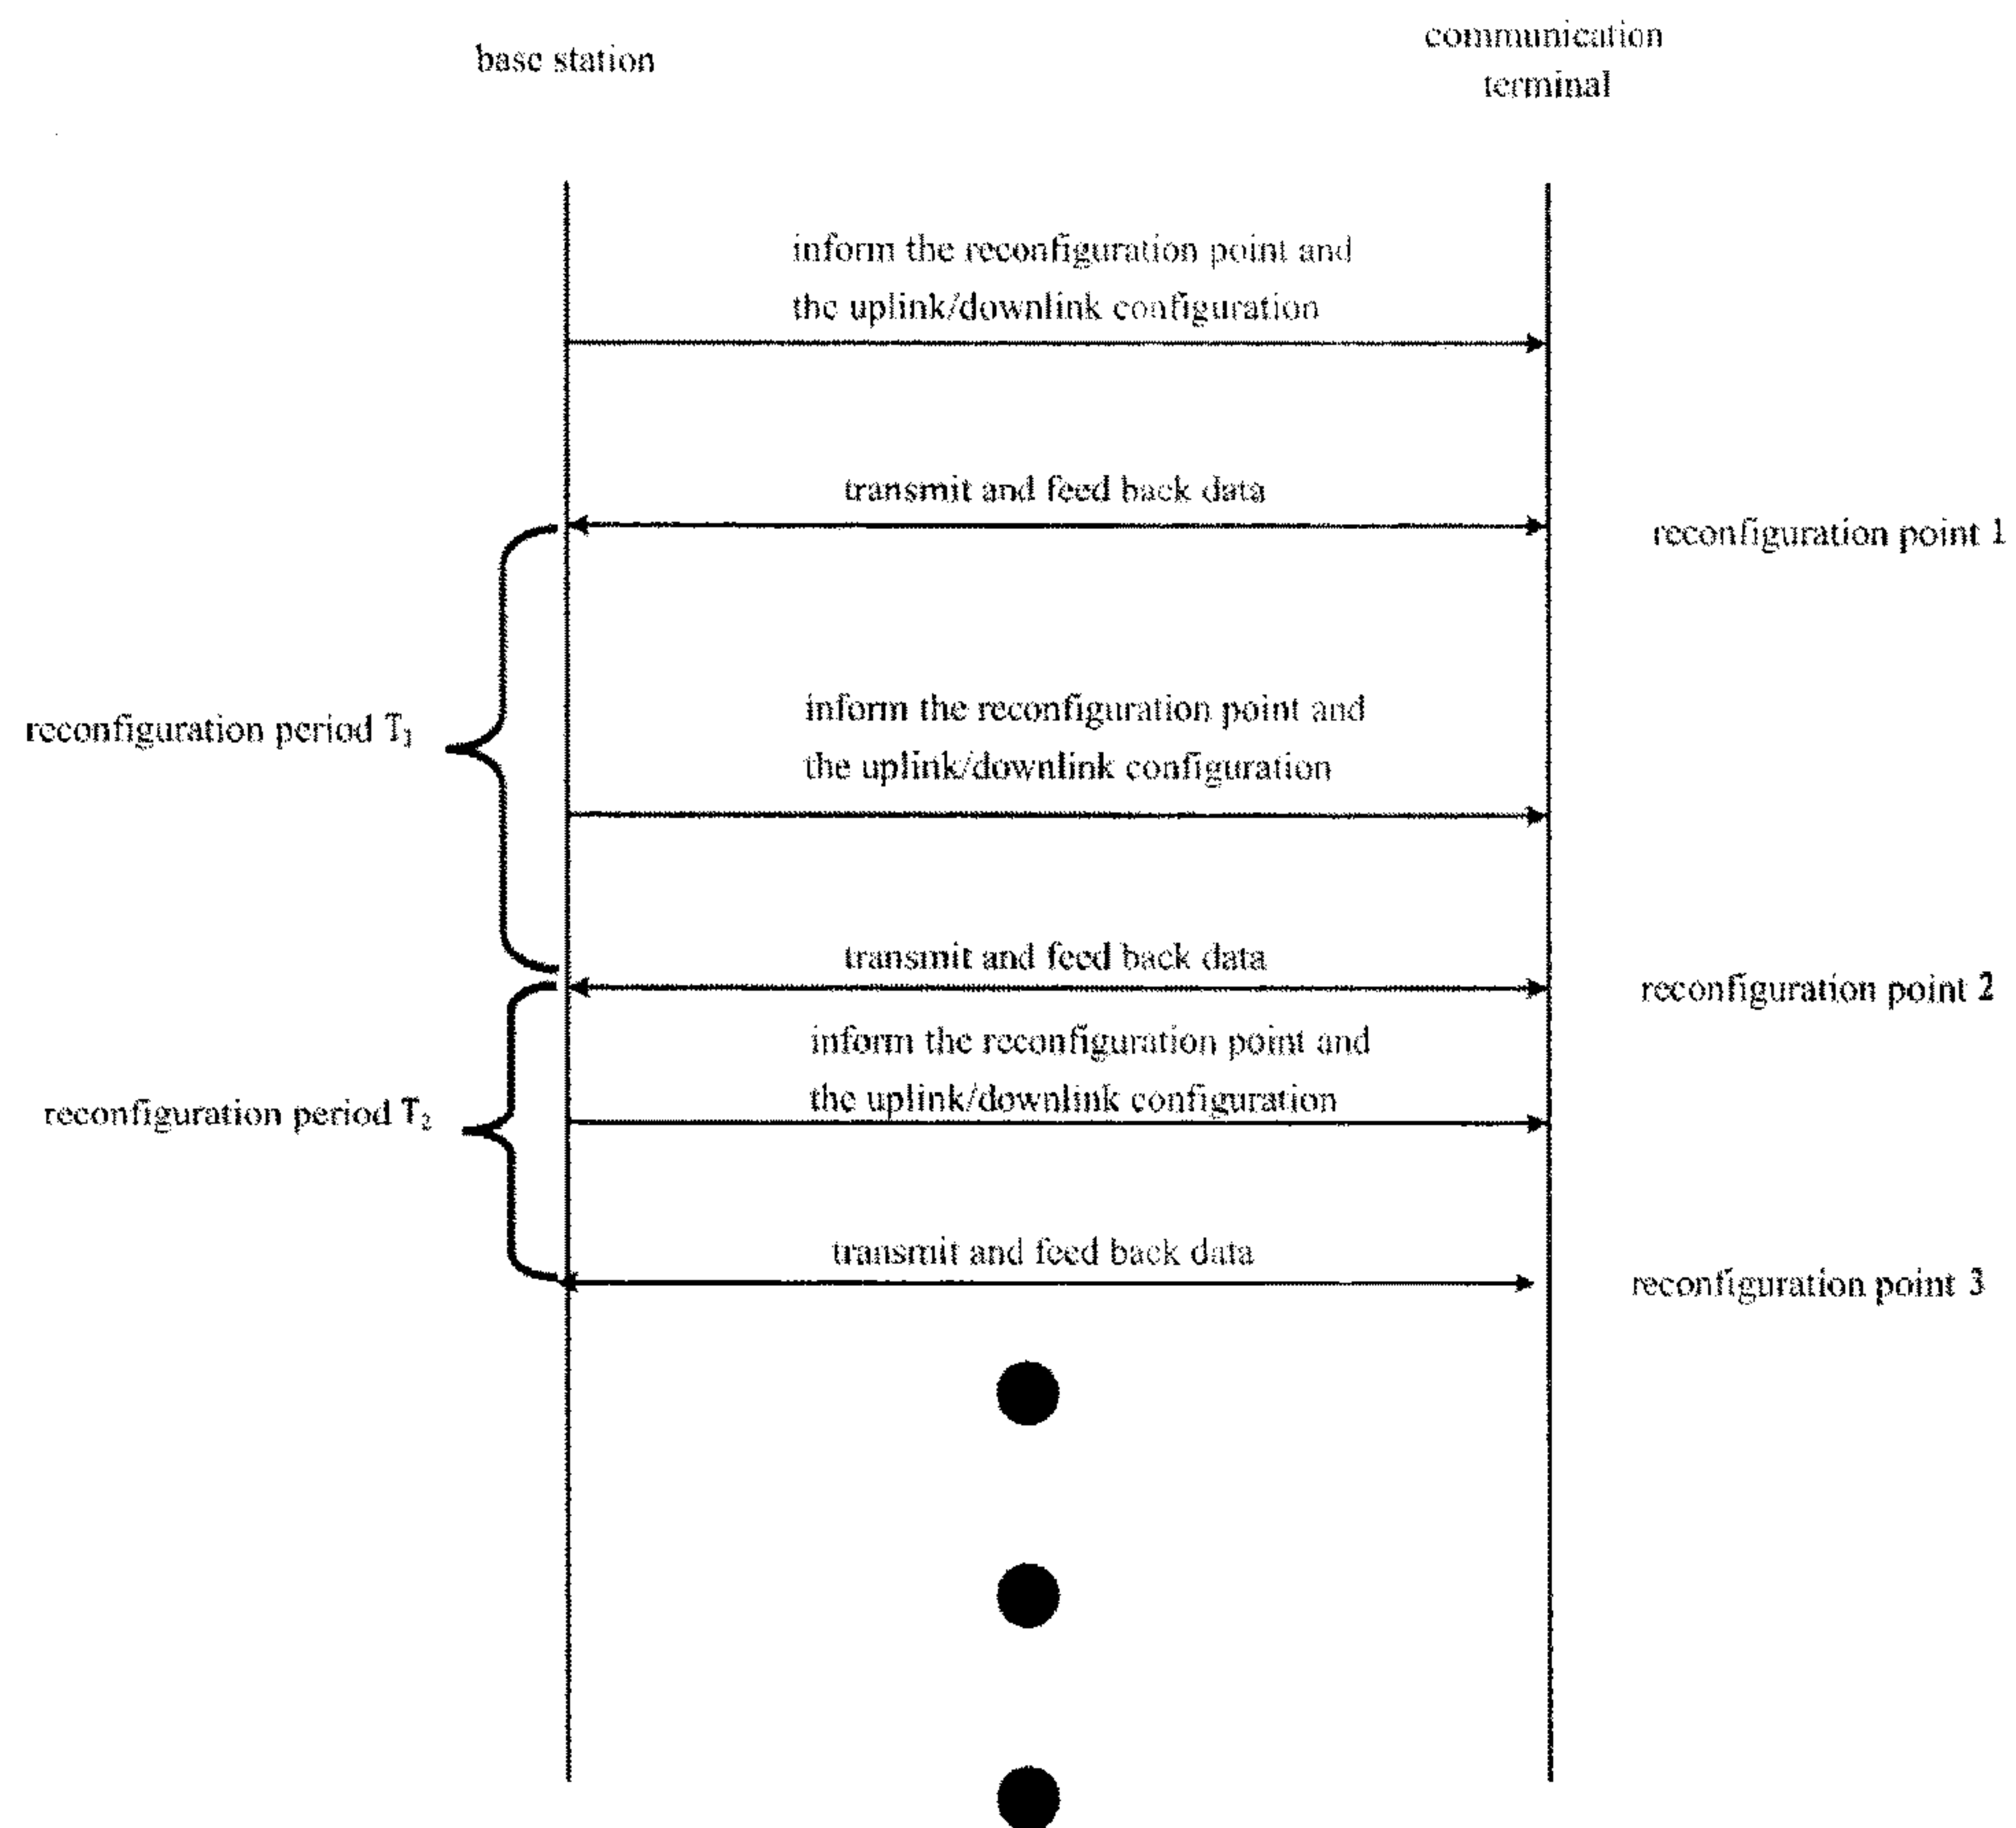 base station
communication
terminal
inform the reconfiguration point and
the uplink/downlink configuration
transmit and feed back data
reconfiguration point 1
reconfiguration period T₁
inform the reconfiguration point and
the uplink/downlink configuration
transmit and feed back data
reconfiguration point 2
inform the reconfiguration point and
the uplink/downlink configuration
reconfiguration period T₂
transmit and feed back data
reconfiguration point 3